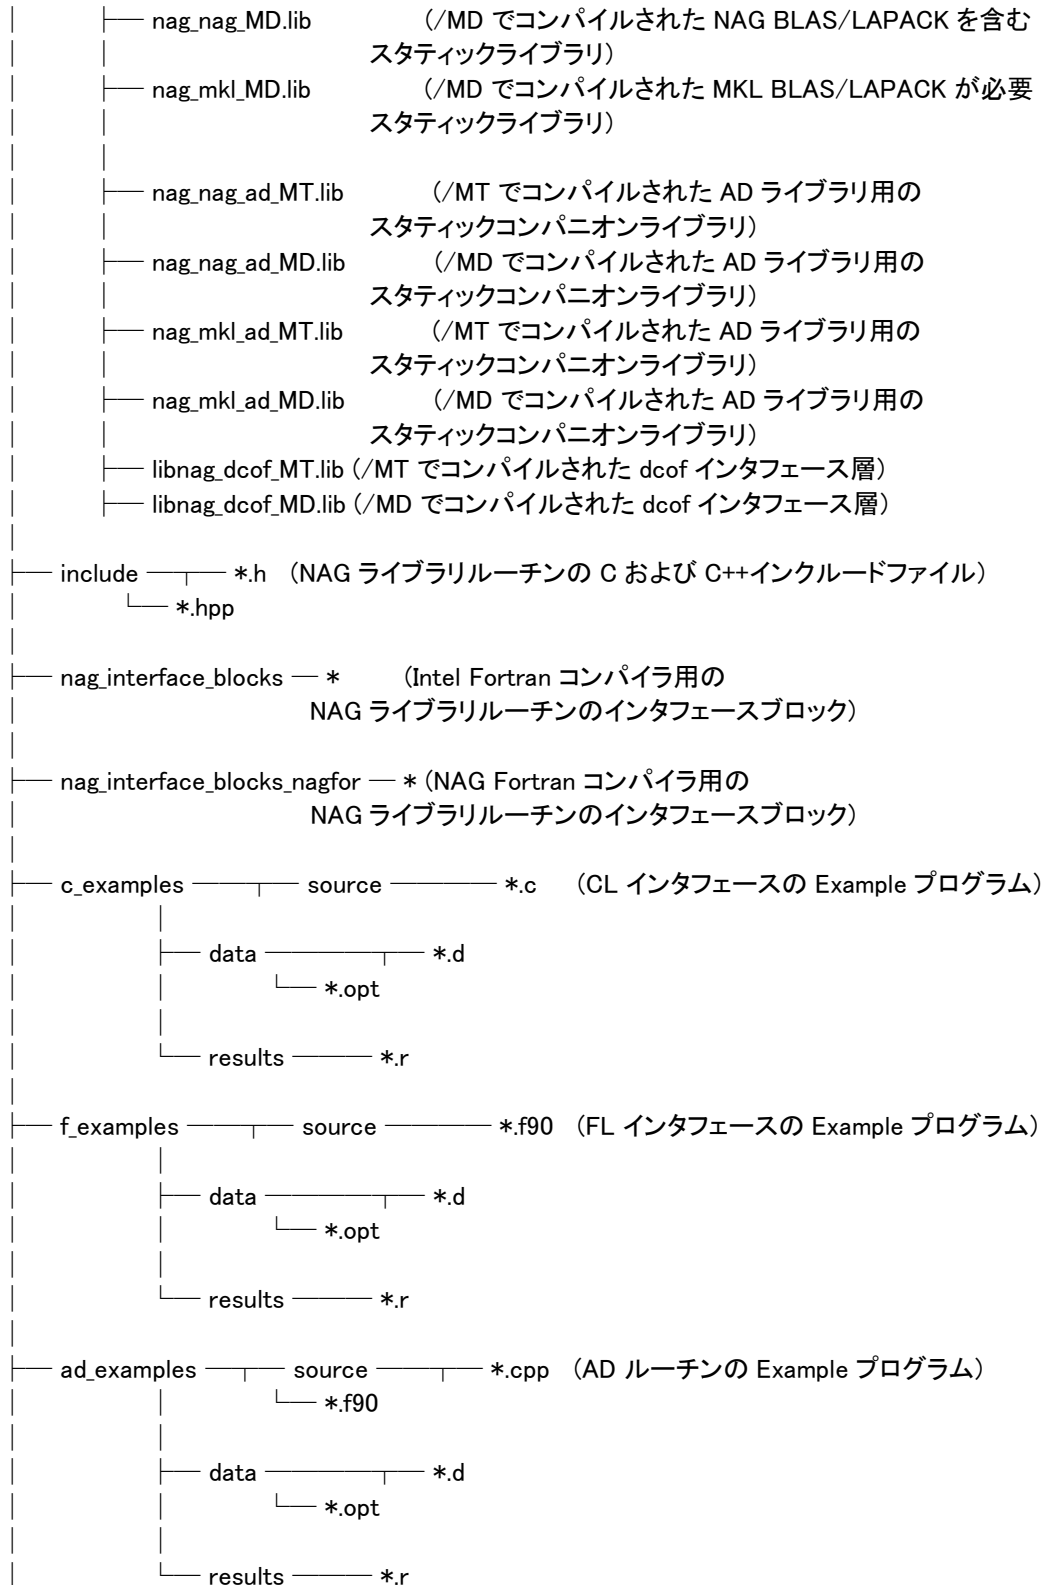 │ ├── nag_nag_MD.lib (/MD でコンパイルされた NAG BLAS/LAPACK を含む
│ │ スタティックライブラリ)
│ ├── nag_mkl_MD.lib (/MD でコンパイルされた MKL BLAS/LAPACK が必要
│ │ スタティックライブラリ)
│ │
│ ├── nag_nag_ad_MT.lib (/MT でコンパイルされた AD ライブラリ用の
│ │ スタティックコンパニオンライブラリ)
│ ├── nag_nag_ad_MD.lib (/MD でコンパイルされた AD ライブラリ用の
│ │ スタティックコンパニオンライブラリ)
│ ├── nag_mkl_ad_MT.lib (/MT でコンパイルされた AD ライブラリ用の
│ │ スタティックコンパニオンライブラリ)
│ ├── nag_mkl_ad_MD.lib (/MD でコンパイルされた AD ライブラリ用の
│ │ スタティックコンパニオンライブラリ)
│ ├── libnag_dcof_MT.lib (/MT でコンパイルされた dcof インタフェース層)
│ ├── libnag_dcof_MD.lib (/MD でコンパイルされた dcof インタフェース層)
│
├── include ─┬── *.h (NAG ライブラリルーチンの C および C++インクルードファイル)
│ └── *.hpp
│
├── nag_interface_blocks ─ * (Intel Fortran コンパイラ用の
│ NAG ライブラリルーチンのインタフェースブロック)
│
├── nag_interface_blocks_nagfor ─ * (NAG Fortran コンパイラ用の
│ NAG ライブラリルーチンのインタフェースブロック)
│
├── c_examples ──┬── source ──── *.c (CL インタフェースの Example プログラム)
│ │
│ ├── data ────┬── *.d
│ │ └── *.opt
│ │
│ └── results ─── *.r
│
├── f_examples ──┬── source ──── *.f90 (FL インタフェースの Example プログラム)
│ │
│ ├── data ────┬── *.d
│ │ └── *.opt
│ │
│ └── results ─── *.r
│
├── ad_examples ─┬── source ──┬── *.cpp (AD ルーチンの Example プログラム)
│ │ └── *.f90
│ │
│ ├── data ────┬── *.d
│ │ └── *.opt
│ │
│ └── results ─── *.r